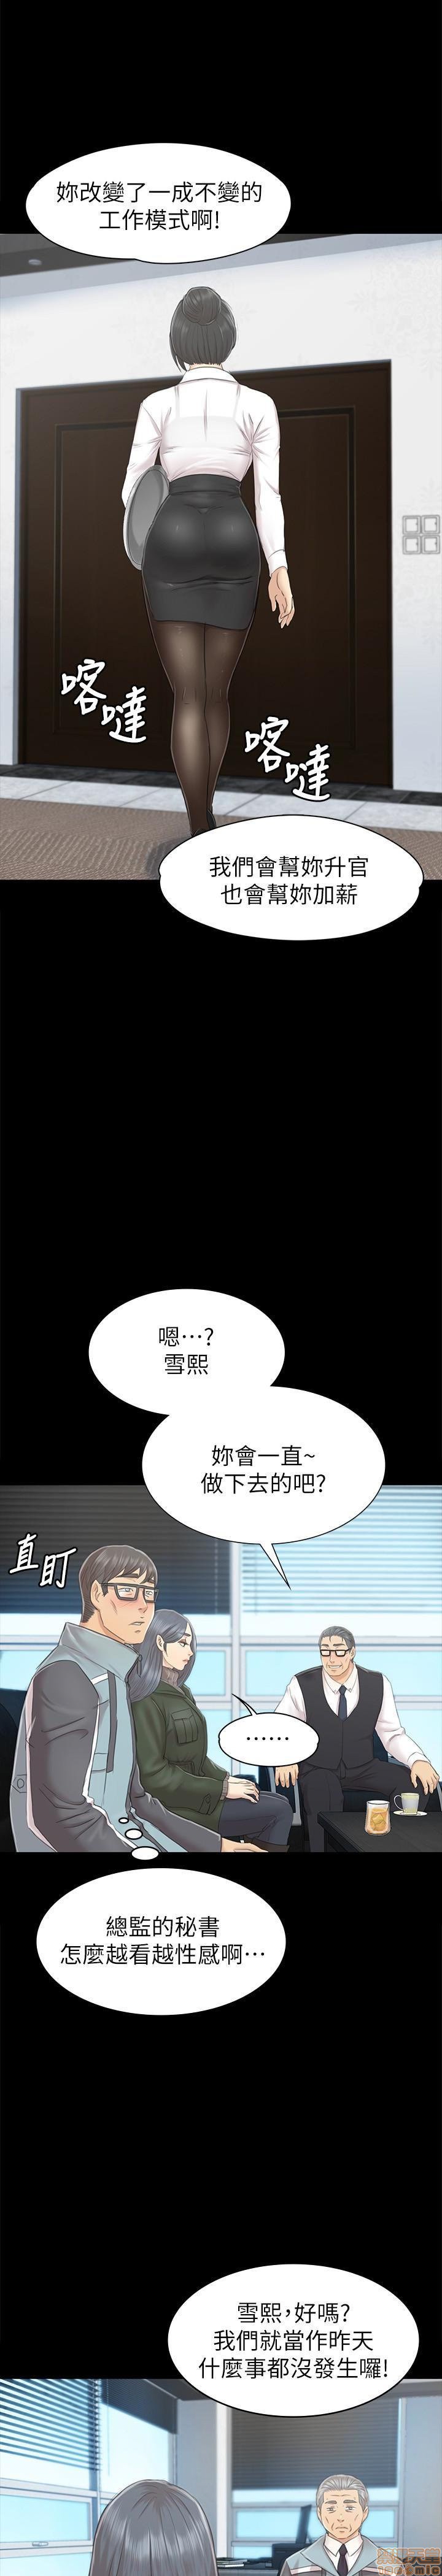 妳改變了一成不變的
工作模式啊!
喀噠
喀噠
我們會幫妳升官
也會幫妳加薪
嗯⋯?
雪熙
妳會一直~
做下去的吧?
直盯
⋯⋯
總監的秘書
怎麼越看越性感啊⋯
雪熙,好嗎?
我們就當作昨天
什麼事都沒發生囉!